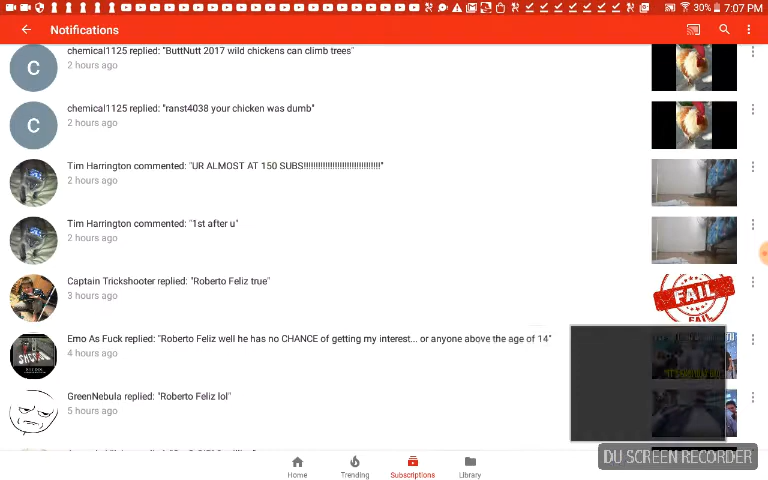 30% 7:07 PM
Notifications
chemical1125 replied: "ButtNutt 2017 wild chickens can climb trees"
C
2 hours ago
chemical1125 replied: "ranst4038 your chicken was dumb"
C
2 hours ago
Tim Harrington commented: "UR ALMOST AT 150 SUBS!!!!!!!!!!!!!!!!!!!!!!!!!!!!!!!!"
2 hours ago
Tim Harrington commented: "1st after u"
2 hours ago
Captain Trickshooter replied: "Roberto Feliz true"
3 hours ago
FAIL
FAIL
Emo As Fuck replied: "Roberto Feliz well he has no CHANCE of getting my interest... or anyone above the age of 14"
4 hours ago
GreenNebula replied: "Roberto Feliz lol"
5 hours ago
Home Trending Subscriptions Library
DU SCREEN RECORDER